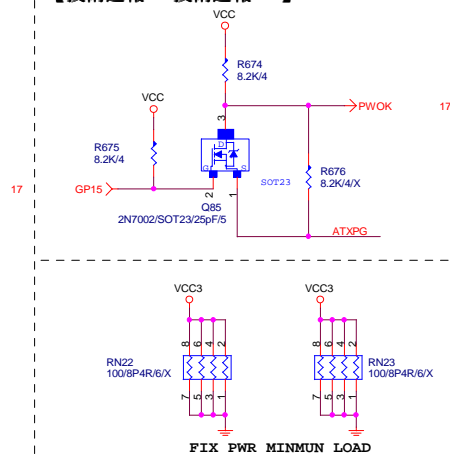 VCC
R674
8.2K/4
VCC
3
PWOK
17
R675
8.2K/4
D
G
S
SOT23
R676
8.2K/4/X
17
GP15
2
1
Q85
2N7002/SOT23/25pF/5
ATXPG
VCC3
VCC3
8
6
4
2
8
6
4
2
RN22
100/8P4R/6/X
RN23
100/8P4R/6/X
7
5
3
1
7
5
3
1
FIX PWR MINMUN LOAD